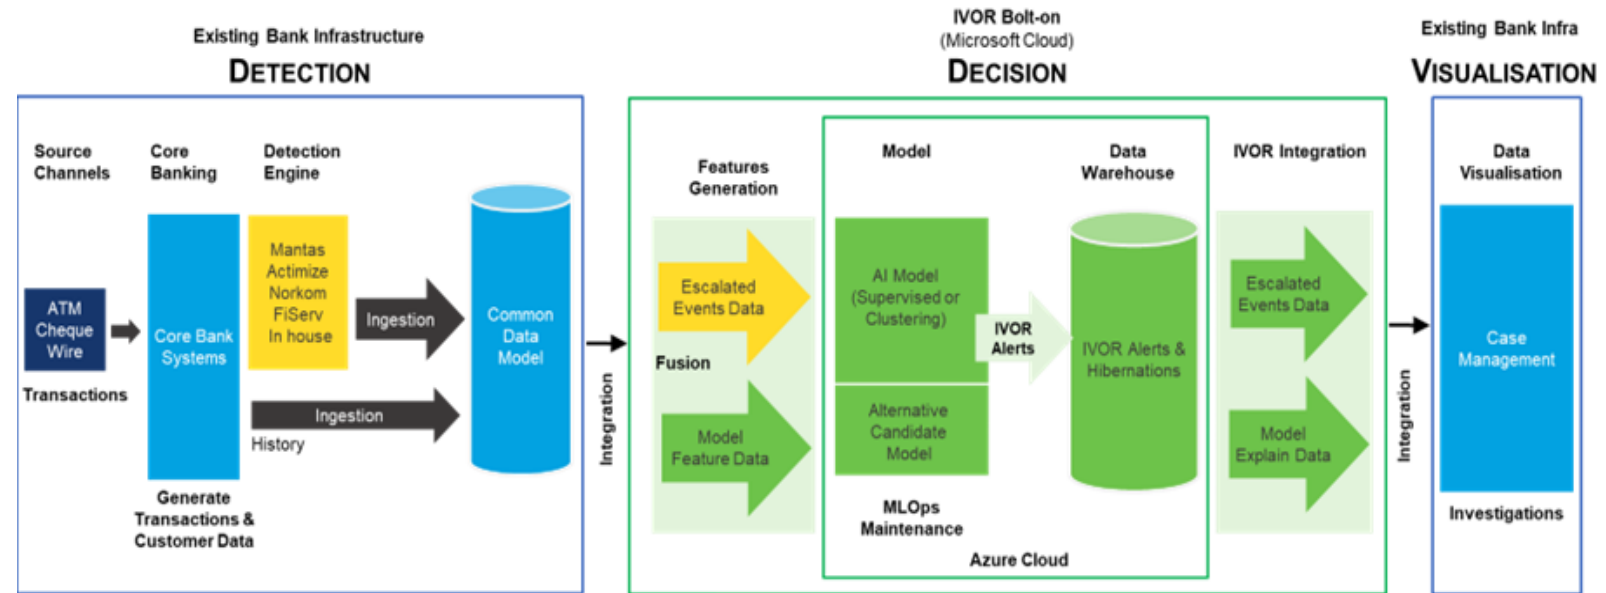 Existing Bank Infrastructure
DETECTION
Source
Channels
Core
Banking
Detection
Engine
ATM
Cheque
Wire
Transactions
Core Bank
Systems
Generate
Transactions &
Customer Data
Mantas
Actimize
Norkom
FiServ
In house
Ingestion
Ingestion
History
Common
Data
Model
Integration
IVOR Bolt-on
(Microsoft Cloud)
DECISION
Features
Generation
Escalated
Events Data
Fusion
Model
Feature Data
Model
AI Model
(Supervised or
Clustering)
Alternative
Candidate
Model
MLOps
Maintenance
IVOR
Alerts
Data
Warehouse
IVOR Alerts &
Hibernations
Azure Cloud
IVOR Integration
Escalated
Events Data
Model
Explain Data
Integration
Existing Bank Infra
VISUALISATION
Data
Visualisation
Case
Management
Investigations